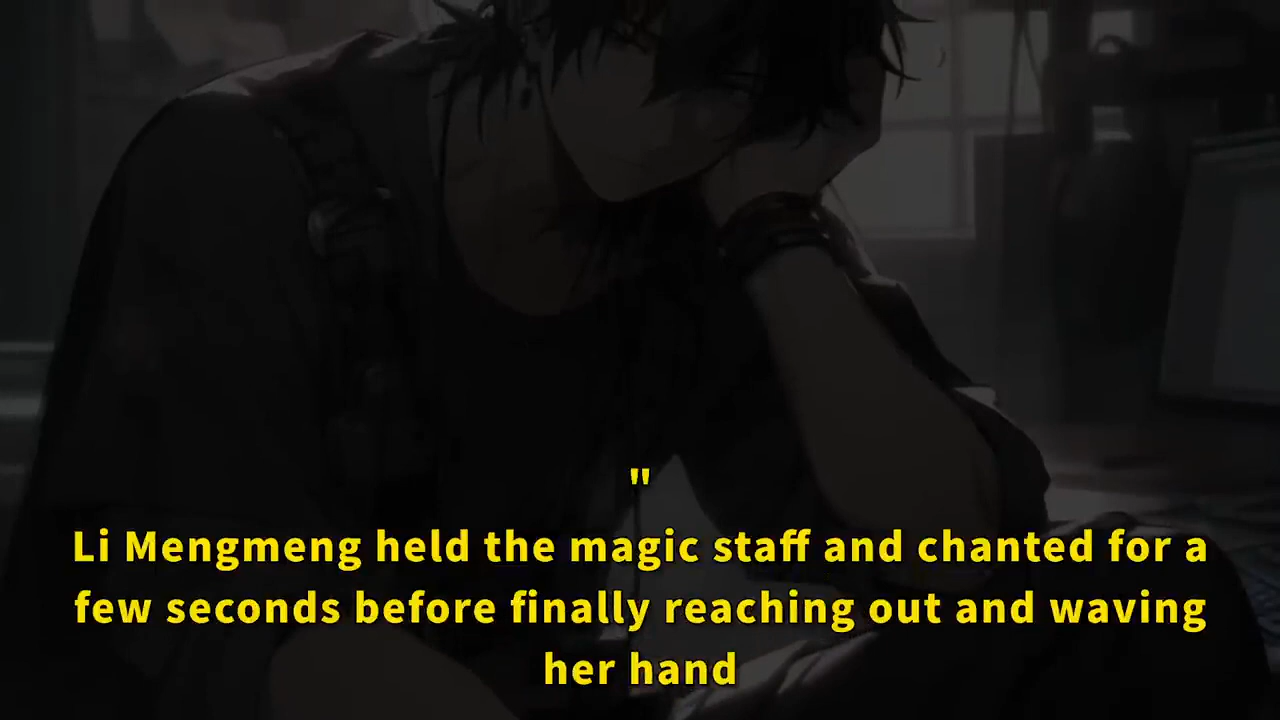 "
Li Mengmeng held the magic staff and chanted for a
few seconds before finally reaching out and waving
her hand